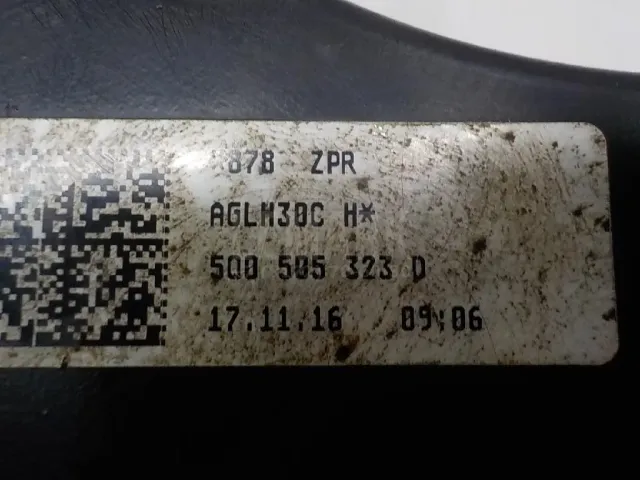 878 ZPR
AGLM30C H*
5Q0 505 323 D
17.11.16 09:06